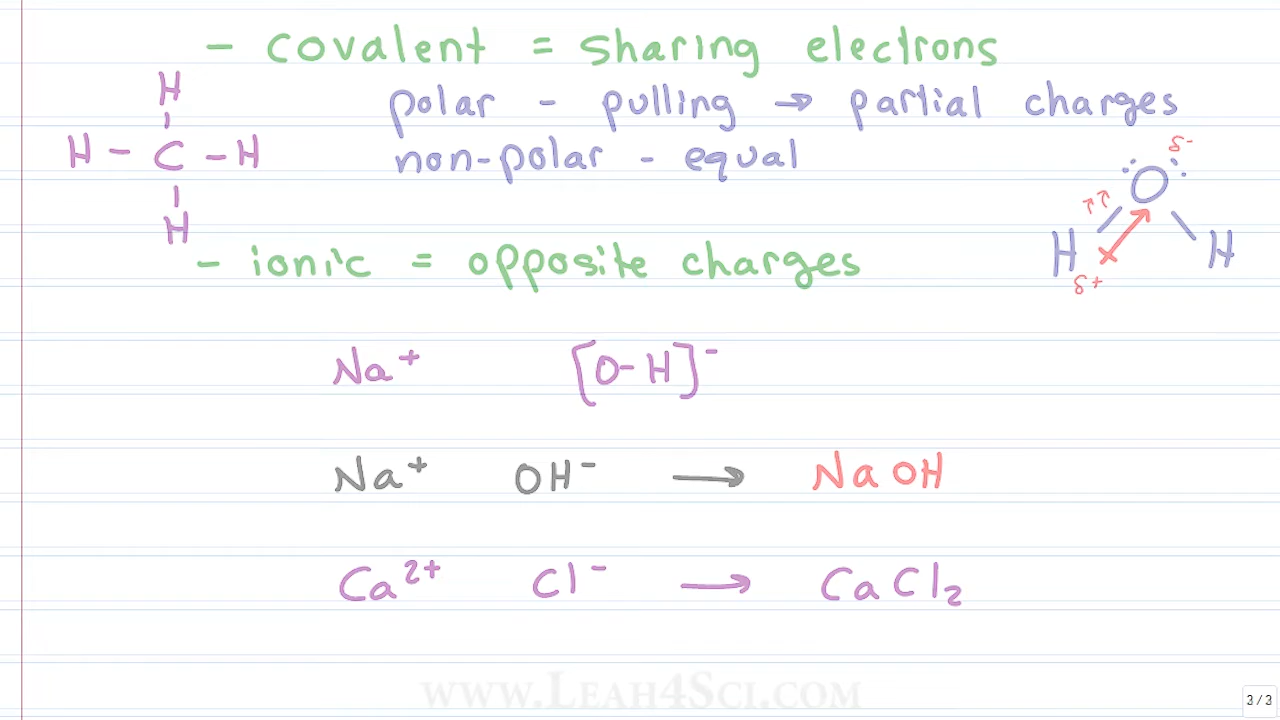 - covalent = sharing electrons
polar - pulling → partial charges
non-polar - equal
H
H - C - H
H
δ-
O
H H
δ+
- ionic = opposite charges
Na+ [O-H]-
Na+ OH- → NaOH
Ca2+ Cl- → CaCl2
www.Leah4Sci.com
3 / 3